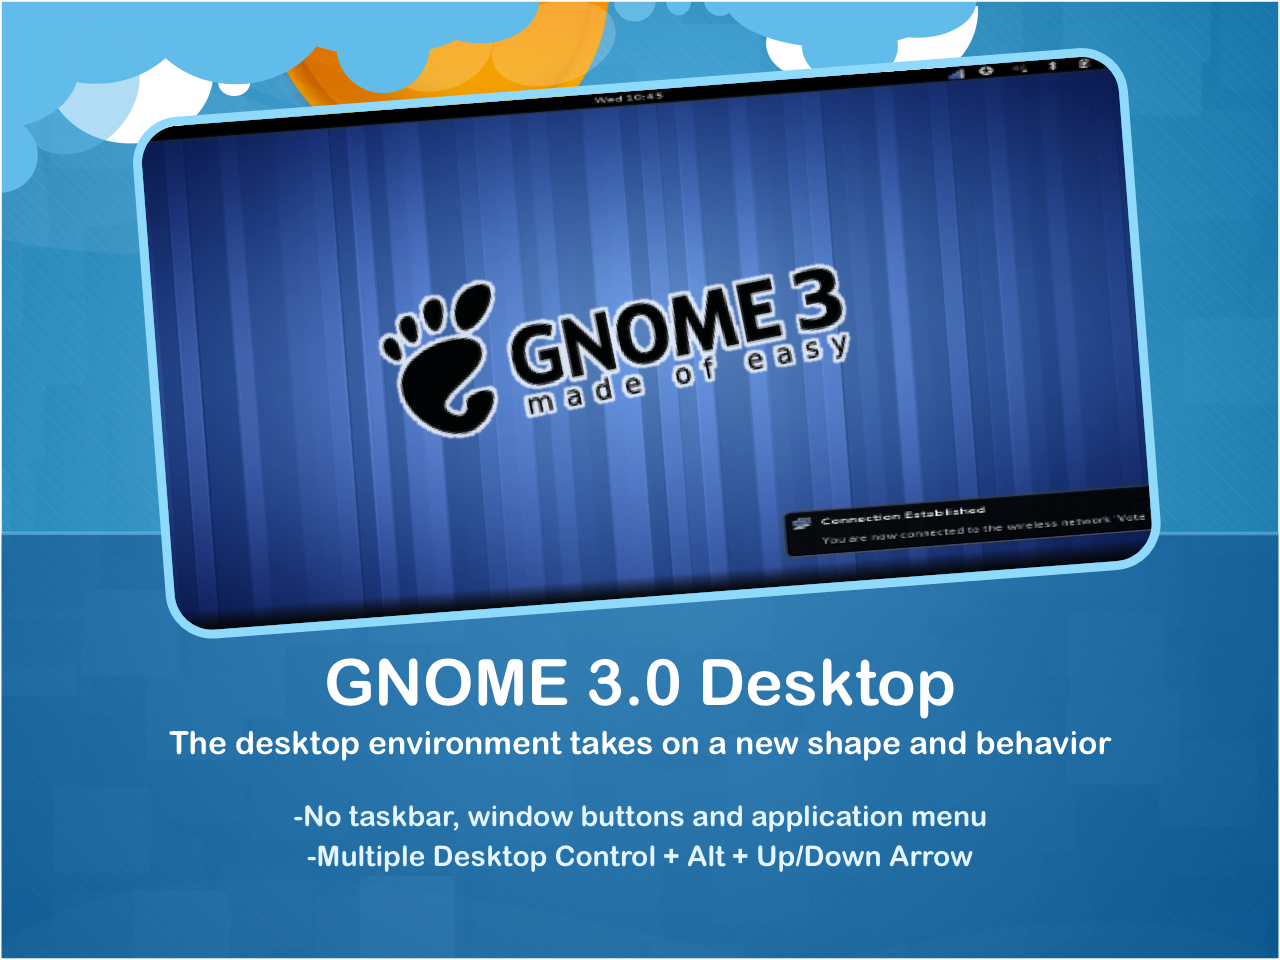 Wed 10:45
GNOME 3
made of easy
Connection Established
You are now connected to the wireless network 'Vote
GNOME 3.0 Desktop
The desktop environment takes on a new shape and behavior
-No taskbar, window buttons and application menu
-Multiple Desktop Control + Alt + Up/Down Arrow